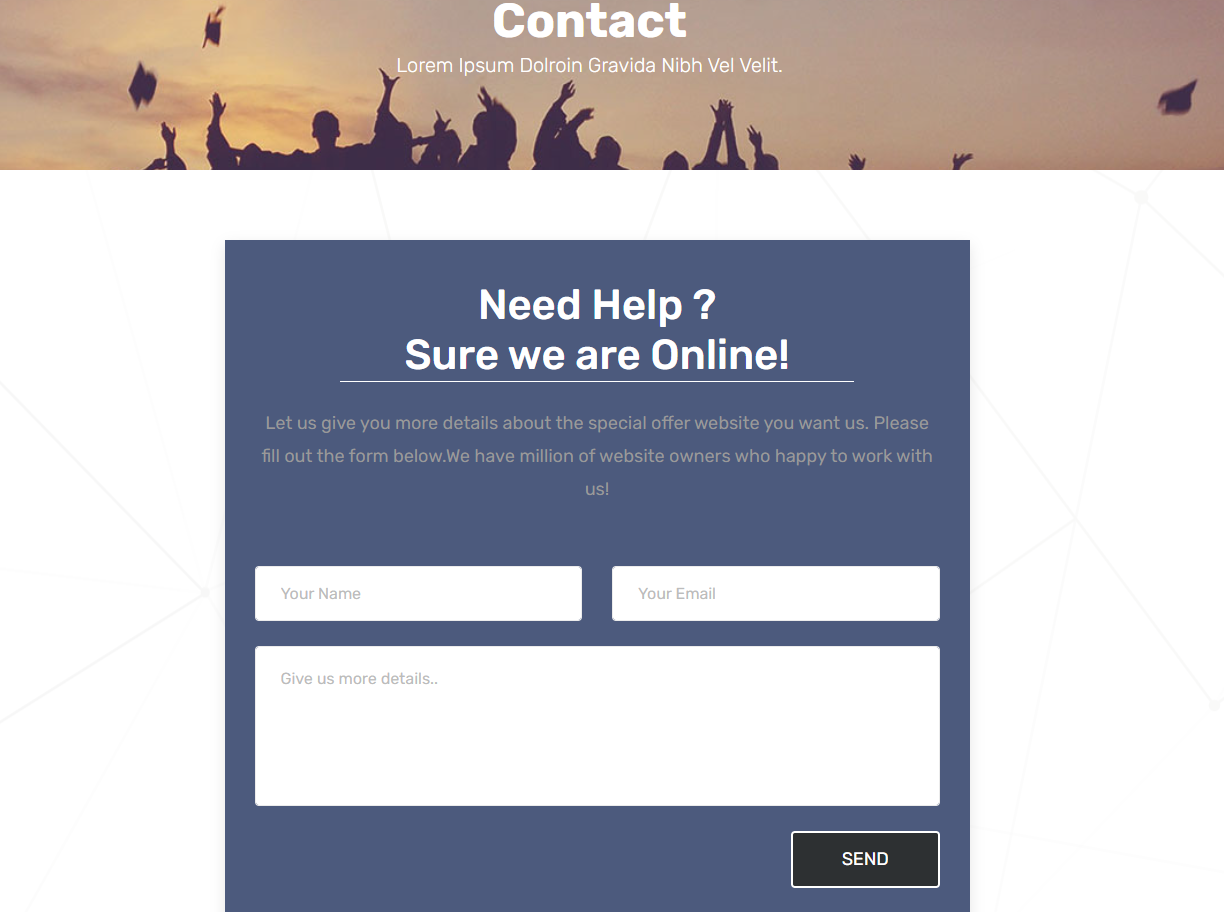 Contact
Lorem Ipsum Dolroin Gravida Nibh Vel Velit.
Need Help ?
Sure we are Online!
Let us give you more details about the special offer website you want us. Please
fill out the form below.We have million of website owners who happy to work with
us!
Your Name
Your Email
Give us more details..
SEND